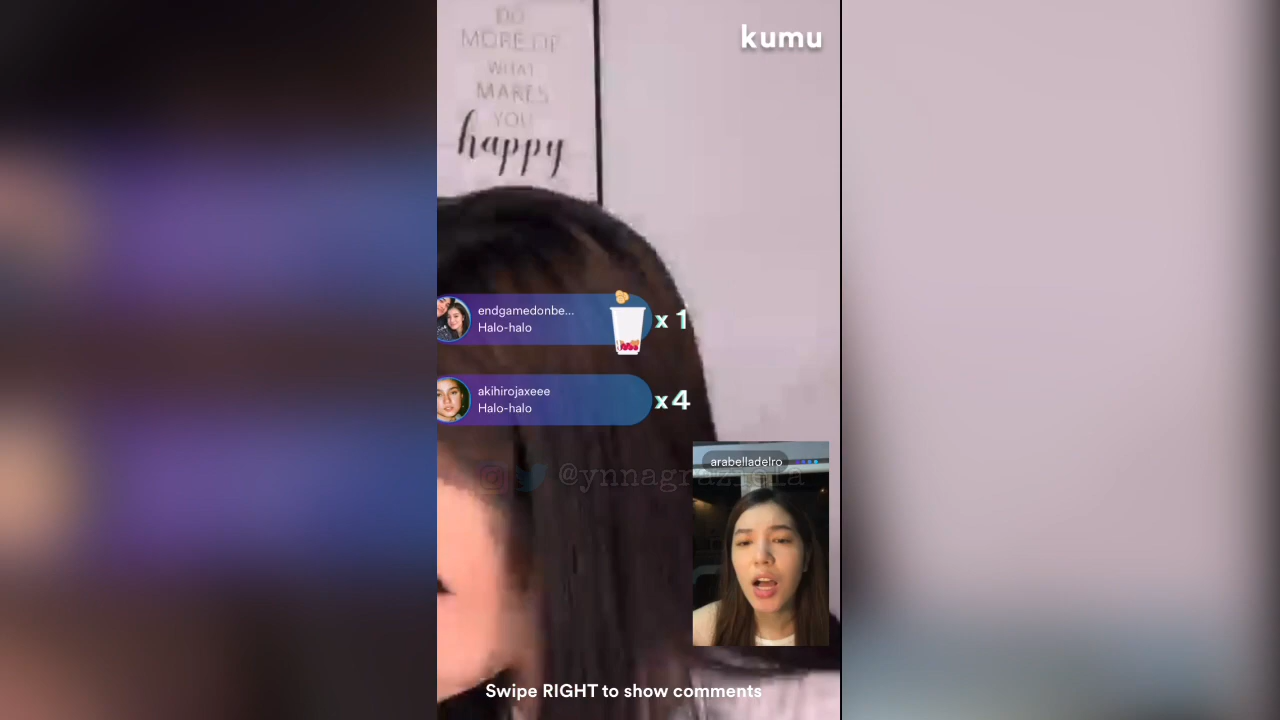 DO
MORE OF
WHAT
MAKES
YOU
happy
kumu
endgamedonbe...
Halo-halo
x 1
akihirojaxeee
Halo-halo
x 4
arabelladelro
@ynnagraziela
Swipe RIGHT to show comments